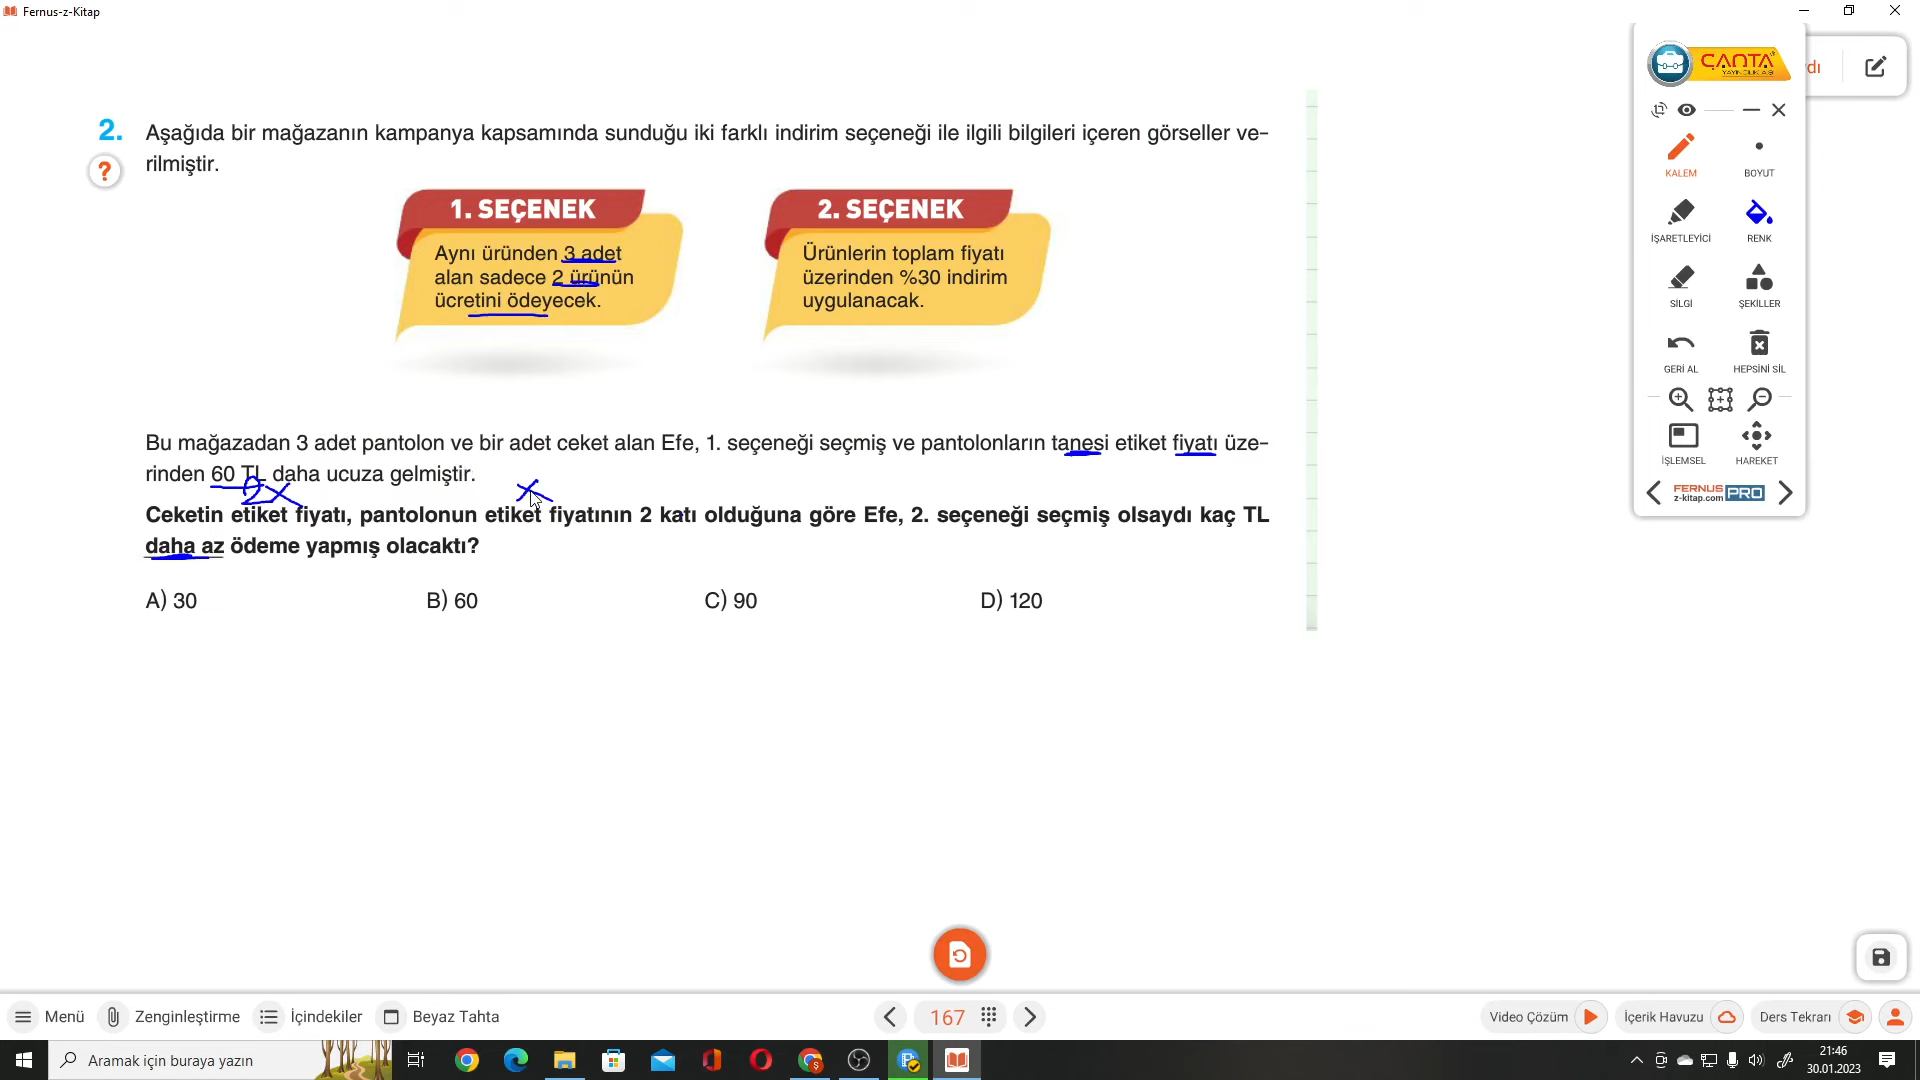 Fernus-z-Kitap
ÇANTA
YAYINCILIK AŞ
dı
KALEM
BOYUT
İŞARETLEYİCİ
RENK
SİLGİ
ŞEKİLLER
GERİ AL
HEPSİNİ SİL
İŞLEMSEL
HAREKET
FERNUS
z-kitap.com PRO
2. Aşağıda bir mağazanın kampanya kapsamında sunduğu iki farklı indirim seçeneği ile ilgili bilgileri içeren görseller ve-
rilmiştir.
?
1. SEÇENEK
Aynı üründen 3 adet
alan sadece 2 ürünün
ücretini ödeyecek.
2. SEÇENEK
Ürünlerin toplam fiyatı
üzerinden %30 indirim
uygulanacak.
Bu mağazadan 3 adet pantolon ve bir adet ceket alan Efe, 1. seçeneği seçmiş ve pantolonların tanesi etiket fiyatı üze-
rinden 60 TL daha ucuza gelmiştir.
2x
x
Ceketin etiket fiyatı, pantolonun etiket fiyatının 2 katı olduğuna göre Efe, 2. seçeneği seçmiş olsaydı kaç TL
daha az ödeme yapmış olacaktı?
A) 30 B) 60 C) 90 D) 120
Menü Zenginleştirme İçindekiler Beyaz Tahta 167 Video Çözüm İçerik Havuzu Ders Tekrarı
Aramak için buraya yazın
21:46
30.01.2023